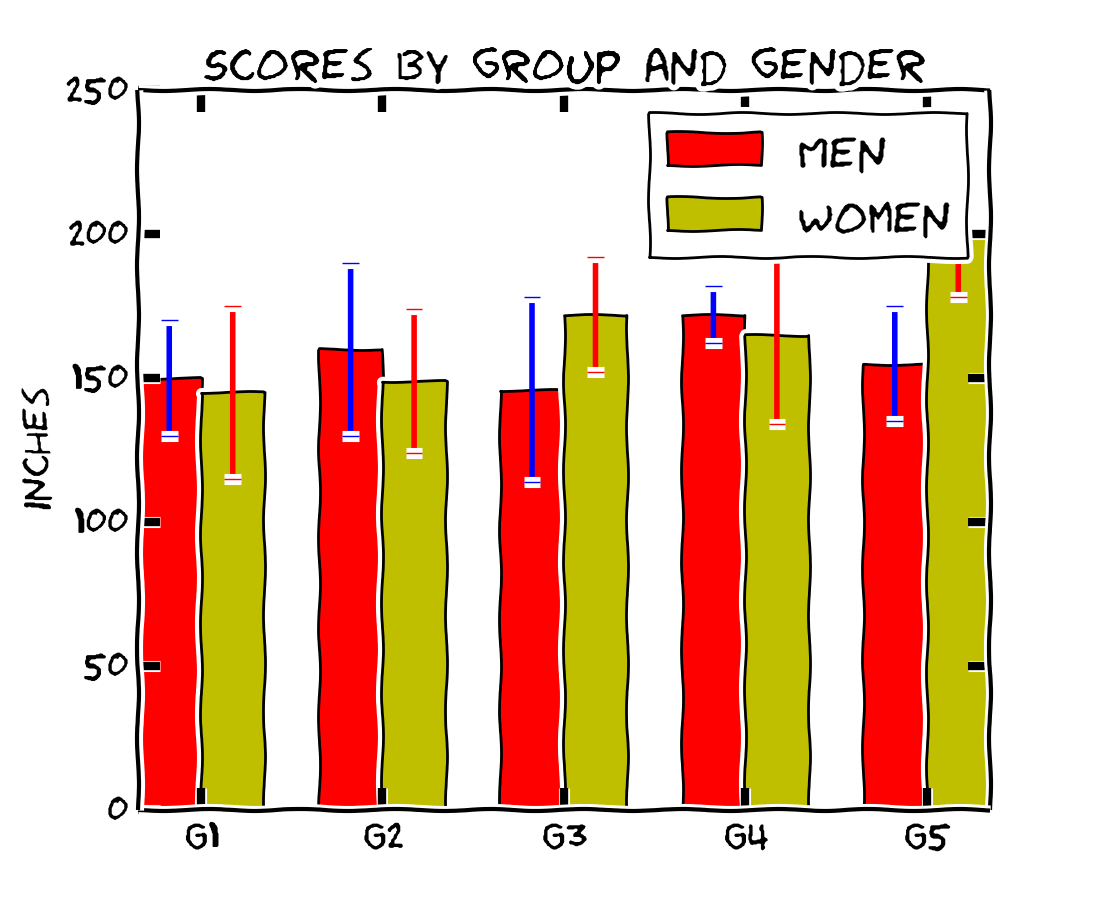 SCORES BY GROUP AND GENDER
250
200
150
100
50
0
INCHES
MEN
WOMEN
G1 G2 G3 G4 G5